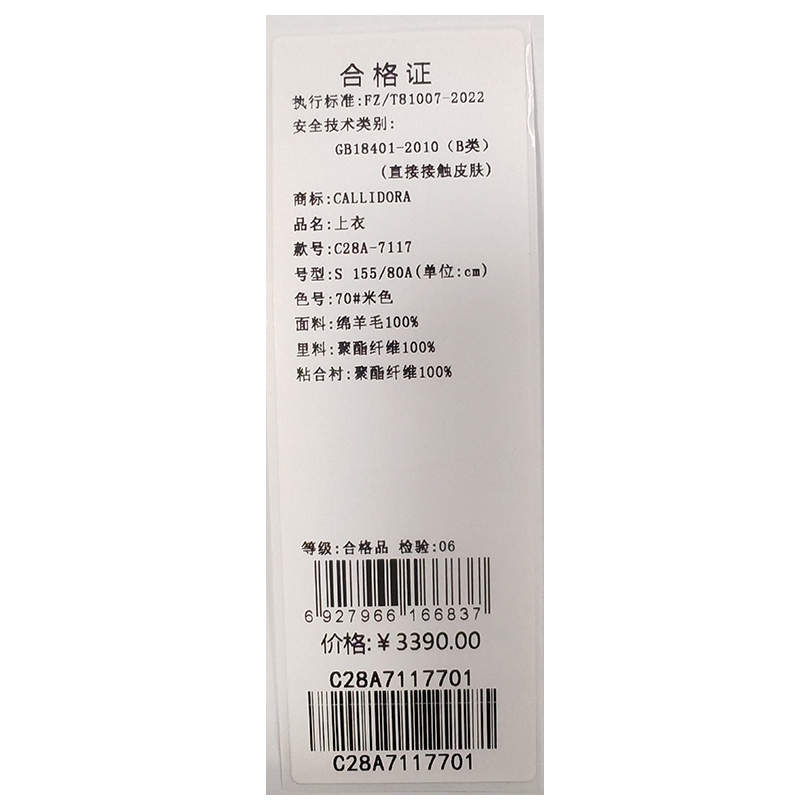 合格证
执行标准:FZ/T81007-2022
安全技术类别:
GB18401-2010（B类）
(直接接触皮肤)
商标:CALLIDORA
品名:上衣
款号:C28A-7117
号型:S 155/80A(单位:cm)
色号:70#米色
面料:绵羊毛100%
里料:聚酯纤维100%
粘合衬:聚酯纤维100%
等级:合格品 检验:06
6 927966 166837
价格:￥3390.00
C28A7117701
C28A7117701